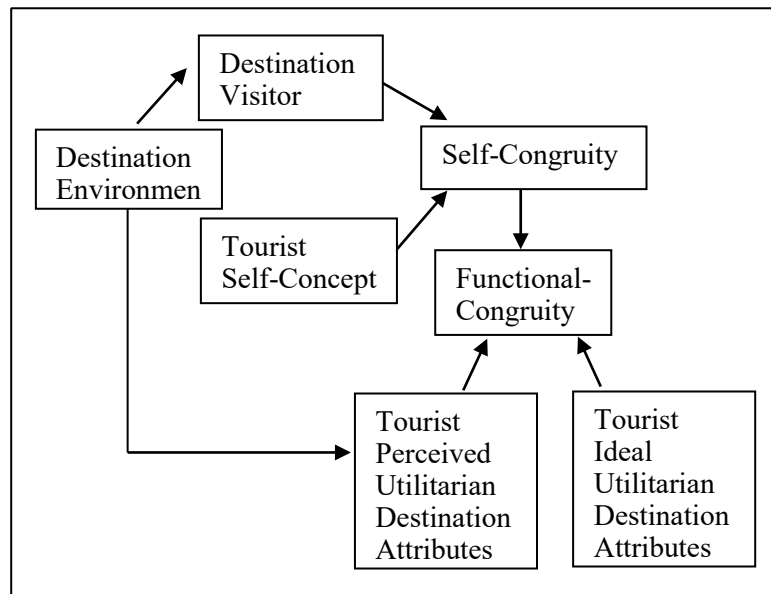 Destination
Visitor
Self-Congruity
Destination
Environmen
Tourist
Self-Concept
Functional-
Congruity
Tourist
Perceived
Utilitarian
Destination
Attributes
Tourist
Ideal
Utilitarian
Destination
Attributes